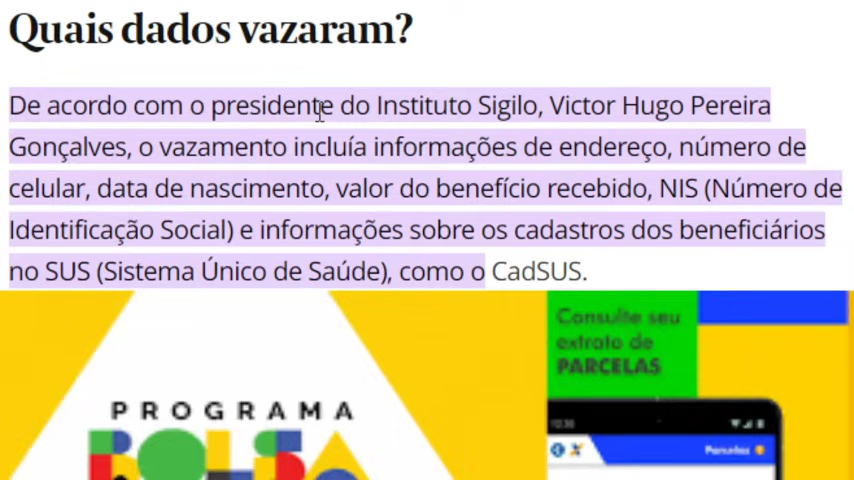 Quais dados vazaram?
De acordo com o presidente do Instituto Sigilo, Victor Hugo Pereira
Gonçalves, o vazamento incluía informações de endereço, número de
celular, data de nascimento, valor do benefício recebido, NIS (Número de
Identificação Social) e informações sobre os cadastros dos beneficiários
no SUS (Sistema Único de Saúde), como o CadSUS.
Consulte seu
extrato de
PARCELAS
PROGRAMA
BOLSA
Parcelas